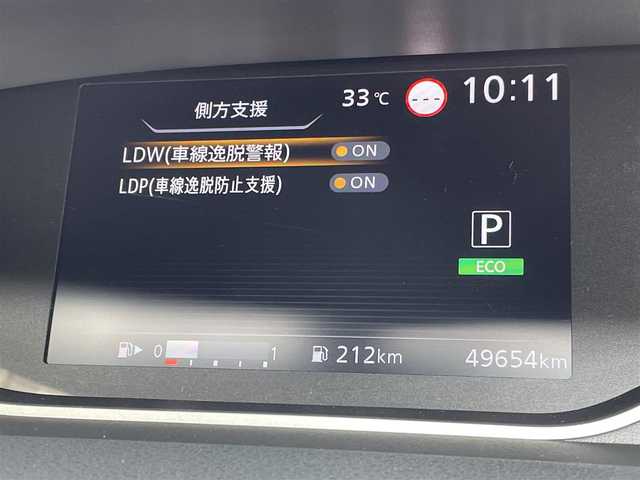 側方支援
33℃
---
10:11
LDW(車線逸脱警報) ON
LDP(車線逸脱防止支援) ON
P
ECO
0 1
212km
49654km